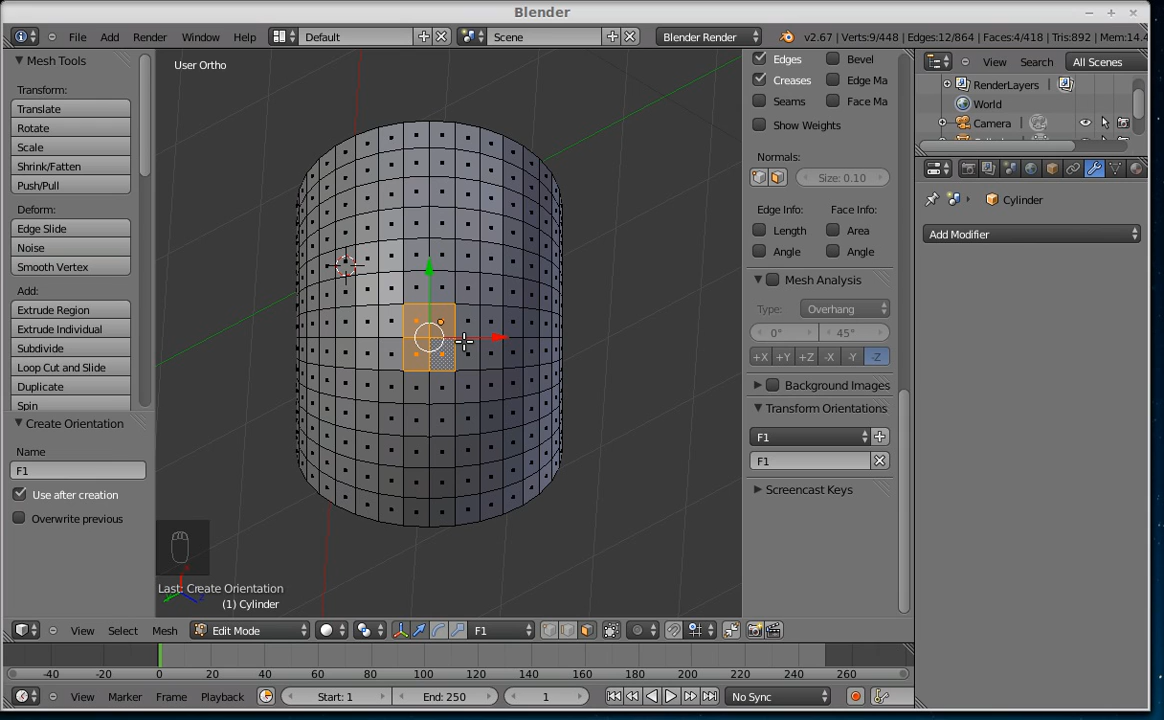 Blender
File Add Render Window Help Default Scene Blender Render v2.67 | Verts:9/448 | Edges:12/864 | Faces:4/418 | Tris:892 | Mem:14.4
Mesh Tools
Transform:
Translate
Rotate
Scale
Shrink/Fatten
Push/Pull
Deform:
Edge Slide
Noise
Smooth Vertex
Add:
Extrude Region
Extrude Individual
Subdivide
Loop Cut and Slide
Duplicate
Spin
Create Orientation
Name
F1
Use after creation
Overwrite previous
User Ortho
Last: Create Orientation
(1) Cylinder
Edges Bevel
Creases Edge Ma
Seams Face Ma
Show Weights
Normals:
Size: 0.10
Edge Info: Face Info:
Length Area
Angle Angle
Mesh Analysis
Type: Overhang
0° 45°
+X +Y +Z -X -Y -Z
Background Images
Transform Orientations
F1
F1
Screencast Keys
View Search All Scenes
RenderLayers
World
Camera
Cylinder
Add Modifier
View Select Mesh Edit Mode F1
-40 -20 0 20 40 60 80 100 120 140 160 180 200 220 240 260
View Marker Frame Playback Start: 1 End: 250 1 No Sync